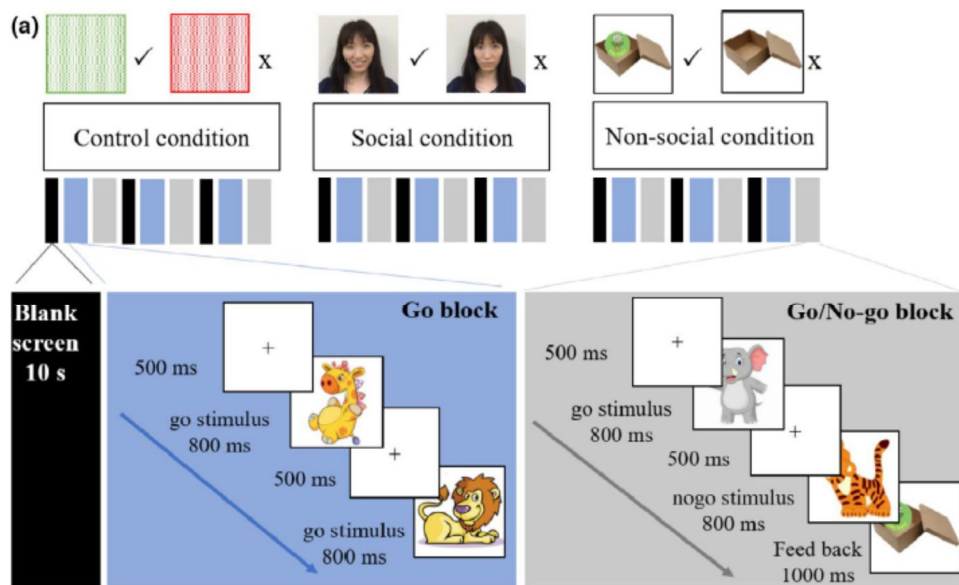 (a)
✓ x ✓ x ✓ x
Control condition
Social condition
Non-social condition
Blank
screen
10 s
Go block
500 ms
go stimulus
800 ms
500 ms
go stimulus
800 ms
Go/No-go block
500 ms
go stimulus
800 ms
500 ms
nogo stimulus
800 ms
Feed back
1000 ms